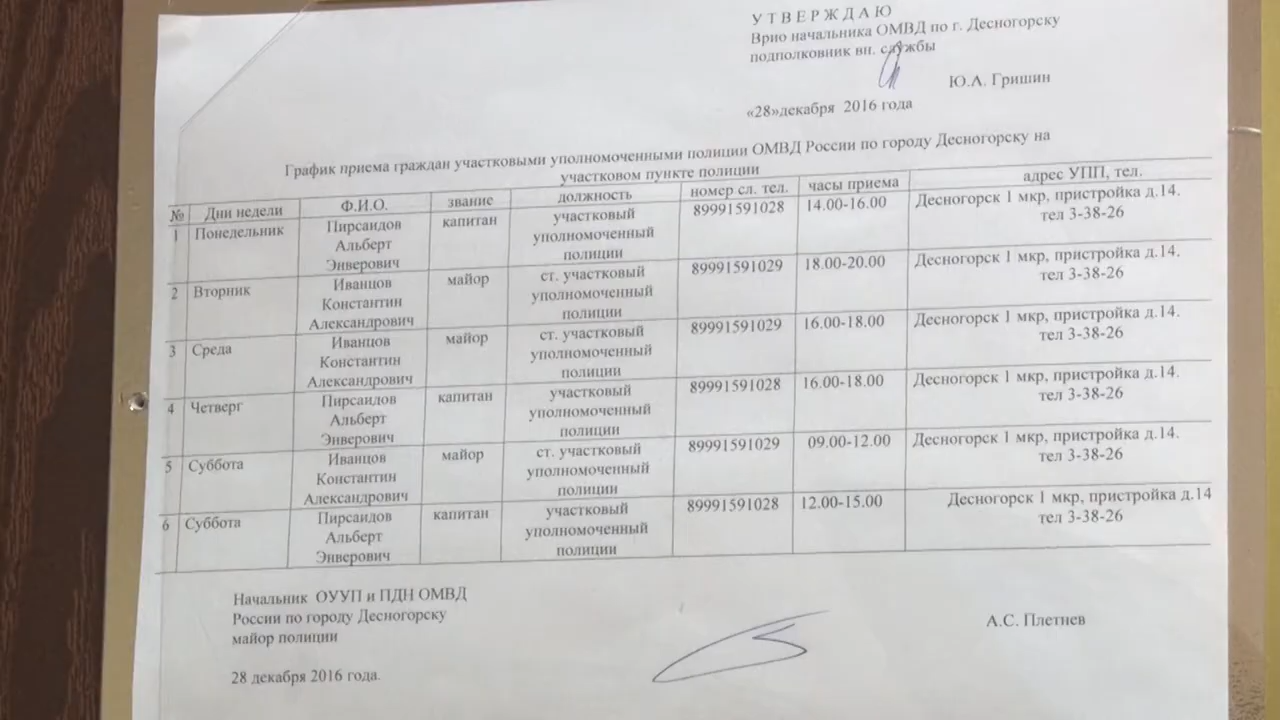 У Т В Е Р Ж Д А Ю
Врио начальника ОМВД по г. Десногорску
подполковник вн. службы
Ю.А. Гришин
«28»декабря 2016 года
График приема граждан участковыми уполномоченными полиции ОМВД России по городу Десногорску на
участковом пункте полиции
№ Дни недели Ф.И.О. звание должность номер сл. тел. часы приема адрес УПП, тел.
1 Понедельник Пирсаидов капитан участковый 89991591028 14.00-16.00 Десногорск 1 мкр, пристройка д.14.
Альберт уполномоченный тел 3-38-26
Энверович полиции
2 Вторник Иванцов майор ст. участковый 89991591029 18.00-20.00 Десногорск 1 мкр, пристройка д.14.
Константин уполномоченный тел 3-38-26
Александрович полиции
3 Среда Иванцов майор ст. участковый 89991591029 16.00-18.00 Десногорск 1 мкр, пристройка д.14.
Константин уполномоченный тел 3-38-26
Александрович полиции
4 Четверг Пирсаидов капитан участковый 89991591028 16.00-18.00 Десногорск 1 мкр, пристройка д.14.
Альберт уполномоченный тел 3-38-26
Энверович полиции
5 Суббота Иванцов майор ст. участковый 89991591029 09.00-12.00 Десногорск 1 мкр, пристройка д.14.
Константин уполномоченный тел 3-38-26
Александрович полиции
6 Суббота Пирсаидов капитан участковый 89991591028 12.00-15.00 Десногорск 1 мкр, пристройка д.14
Альберт уполномоченный тел 3-38-26
Энверович полиции
Начальник ОУУП и ПДН ОМВД
России по городу Десногорску
майор полиции
А.С. Плетнев
28 декабря 2016 года.